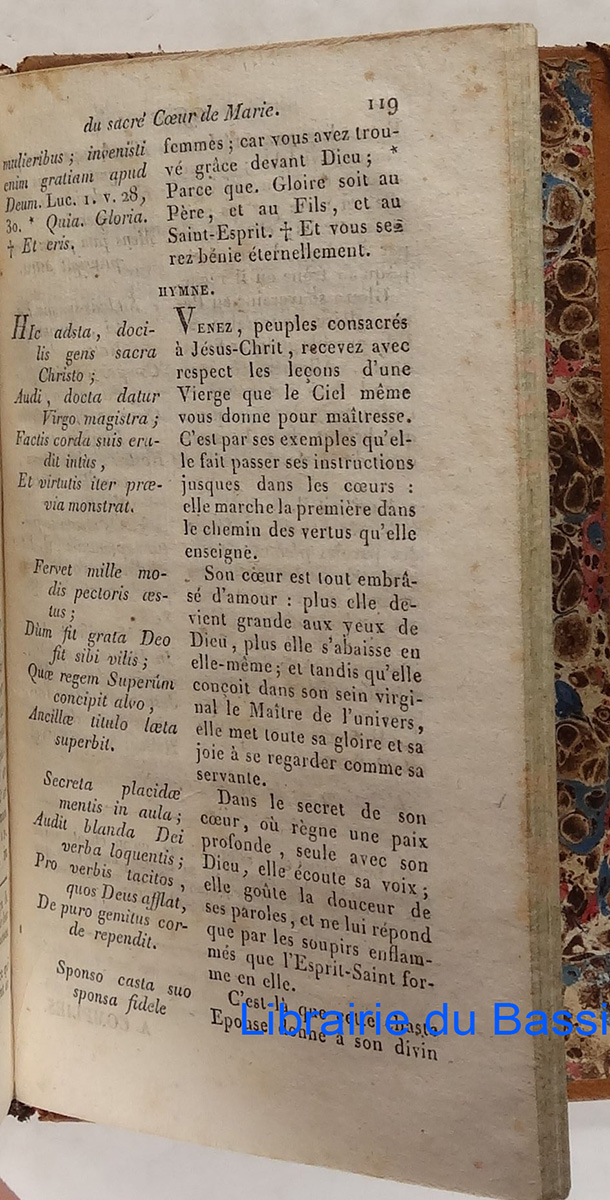 du sacré Cœur de Marie. 119
mulieribus ; invenisti
enim gratiam apud
Deum. Luc. 1. v. 28,
30. * Quia. Gloria.
† Et eris.
femmes ; car vous avez trou-
vé grâce devant Dieu ; *
Parce que. Gloire soit au
Père, et au Fils, et au
Saint-Esprit. † Et vous se-
rez bénie éternellement.
HYMNE.
HIc adsta, doci-
lis gens sacra
Christo ;
Audi, docta datur
Virgo magistra ;
Factis corda suis eru-
dit intùs,
Et virtutis iter præ-
via monstrat.
Fervet mille mo-
dis pectoris æs-
tus ;
Dùm fit grata Deo
fit sibi vilis ;
Quæ regem Superûm
concipit alvo,
Ancillæ titulo læta
superbit.
Secreta placidæ
mentis in aula ;
Audit blanda Dei
verba loquentis ;
Pro verbis tacitos,
quos Deus afflat,
De puro gemitus cor-
de rependit.
Sponso casta suo
sponsa fidele
VENEZ, peuples consacrés
à Jésus-Chrit, recevez avec
respect les leçons d'une
Vierge que le Ciel même
vous donne pour maîtresse.
C'est par ses exemples qu'el-
le fait passer ses instructions
jusques dans les cœurs :
elle marche la première dans
le chemin des vertus qu'elle
enseigne.
Son cœur est tout embrâ-
sé d'amour : plus elle de-
vient grande aux yeux de
Dieu, plus elle s'abaisse en
elle-même ; et tandis qu'elle
conçoit dans son sein virgi-
nal le Maître de l'univers,
elle met toute sa gloire et sa
joie à se regarder comme sa
servante.
Dans le secret de son
cœur, où règne une paix
profonde, seule avec son
Dieu, elle écoute sa voix ;
elle goûte la douceur de
ses paroles, et ne lui répond
que par les soupirs enflam-
més que l'Esprit-Saint for-
me en elle.
C'est-là que
Epouse donne à son divin
Librairie du Bassi